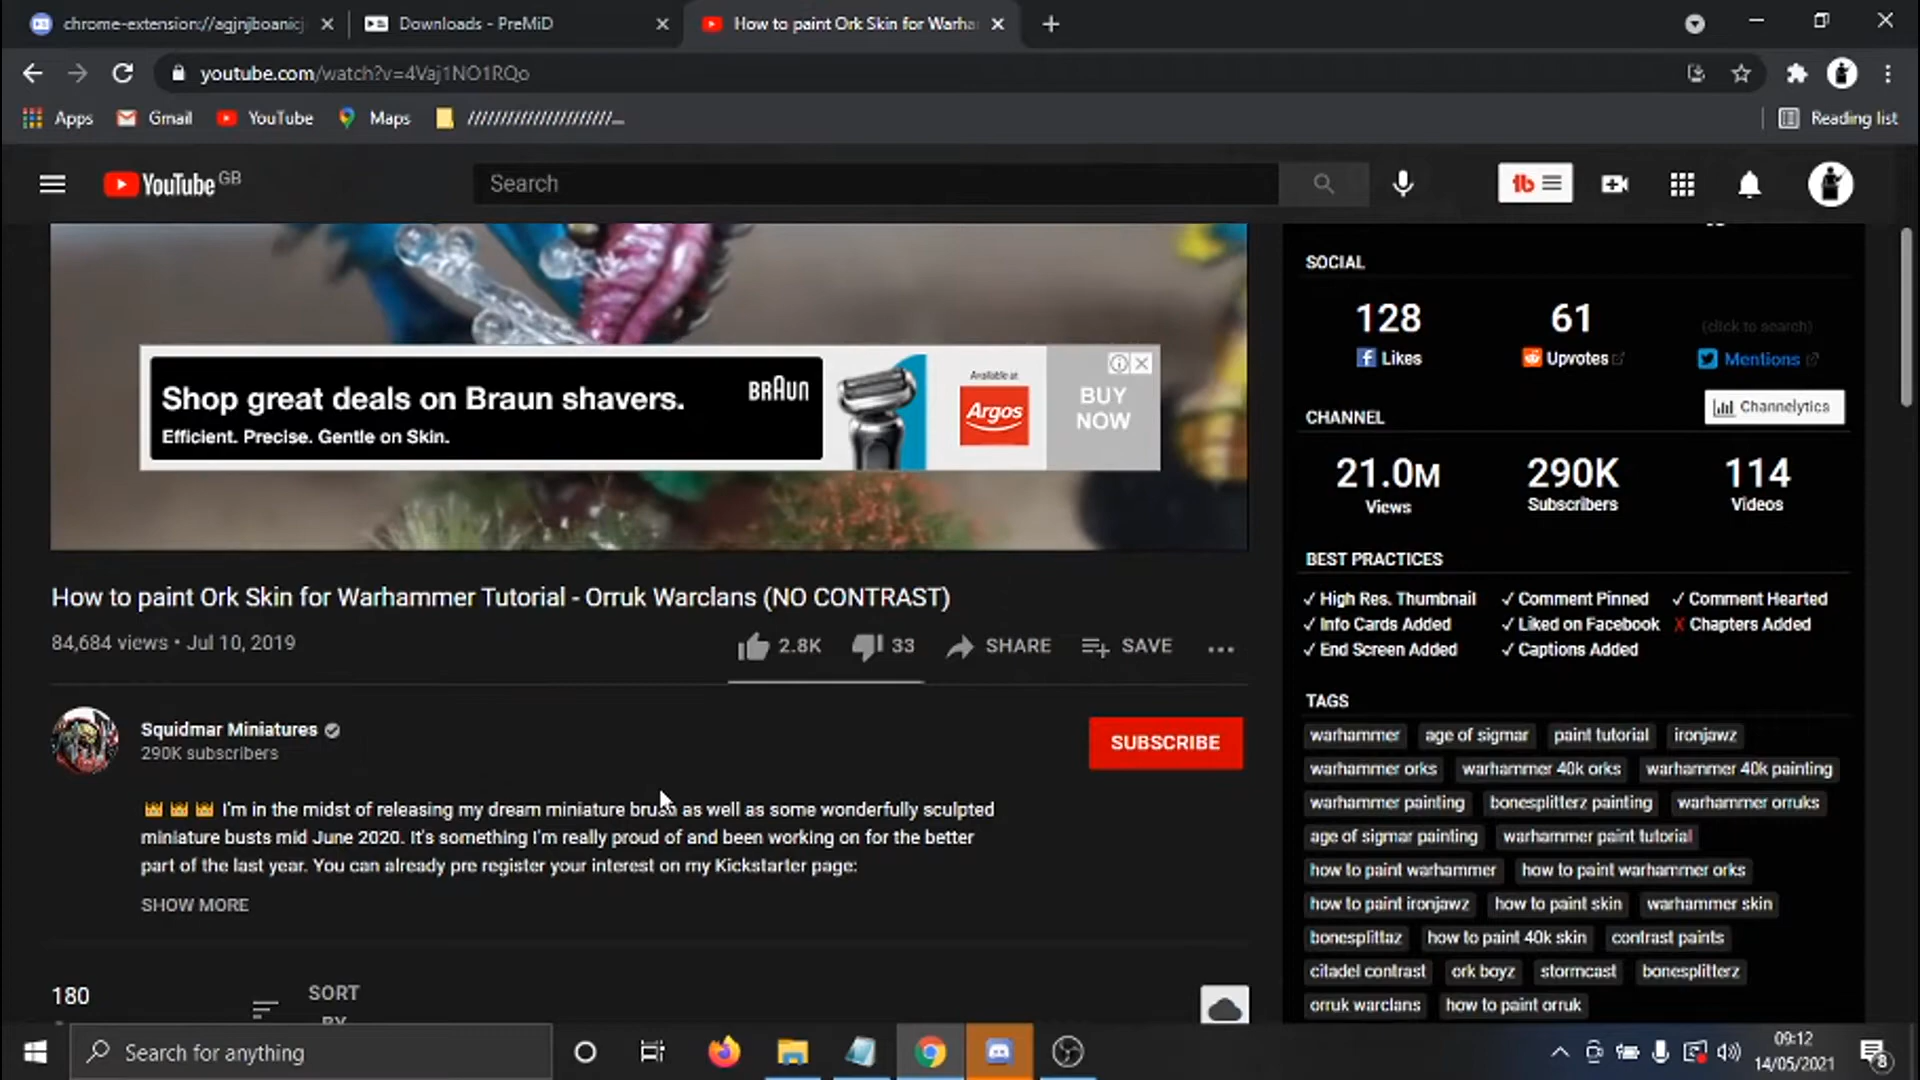 chrome-extension://agjnjboanicj
Downloads - PreMiD
How to paint Ork Skin for Warha
youtube.com/watch?v=4Vaj1NO1RQo
Apps
Gmail
YouTube
Maps
Reading list
YouTube GB
Search
Shop great deals on Braun shavers.
Efficient. Precise. Gentle on Skin.
BRAUN
Available at
Argos
BUY
NOW
How to paint Ork Skin for Warhammer Tutorial - Orruk Warclans (NO CONTRAST)
84,684 views • Jul 10, 2019
2.8K
33
SHARE
SAVE
Squidmar Miniatures
290K subscribers
SUBSCRIBE
I'm in the midst of releasing my dream miniature brush as well as some wonderfully sculpted
miniature busts mid June 2020. It's something I'm really proud of and been working on for the better
part of the last year. You can already pre register your interest on my Kickstarter page:
SHOW MORE
180
SORT
BY
SOCIAL
128 61 (click to search)
Likes Upvotes Mentions
CHANNEL
Channelytics
21.0M 290K 114
Views Subscribers Videos
BEST PRACTICES
✓ High Res. Thumbnail ✓ Comment Pinned ✓ Comment Hearted
✓ Info Cards Added ✓ Liked on Facebook X Chapters Added
✓ End Screen Added ✓ Captions Added
TAGS
warhammer age of sigmar paint tutorial ironjawz
warhammer orks warhammer 40k orks warhammer 40k painting
warhammer painting bonesplitterz painting warhammer orruks
age of sigmar painting warhammer paint tutorial
how to paint warhammer how to paint warhammer orks
how to paint ironjawz how to paint skin warhammer skin
bonesplittaz how to paint 40k skin contrast paints
citadel contrast ork boyz stormcast bonesplitterz
orruk warclans how to paint orruk
Search for anything
09:12
14/05/2021
8